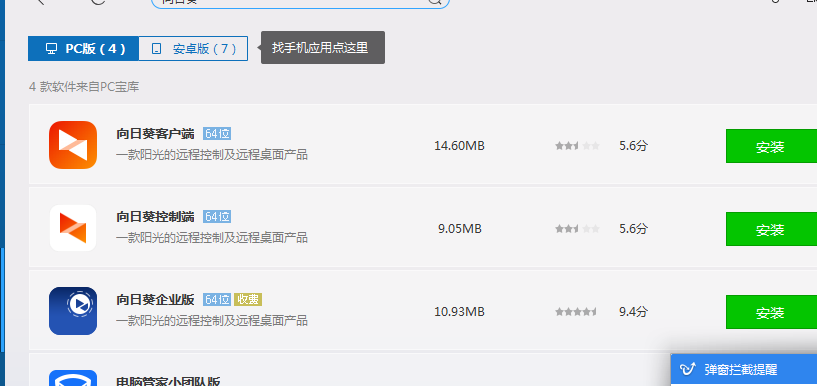 向日葵
PC版（4） 安卓版（7） 找手机应用点这里
4 款软件来自PC宝库
向日葵客户端 64位
一款阳光的远程控制及远程桌面产品
14.60MB 5.6分 安装
向日葵控制端 64位
一款阳光的远程控制及远程桌面产品
9.05MB 5.6分 安装
向日葵企业版 64位 收费
一款阳光的远程控制及远程桌面产品
10.93MB 9.4分 安装
电脑管家小团队版
弹窗拦截提醒